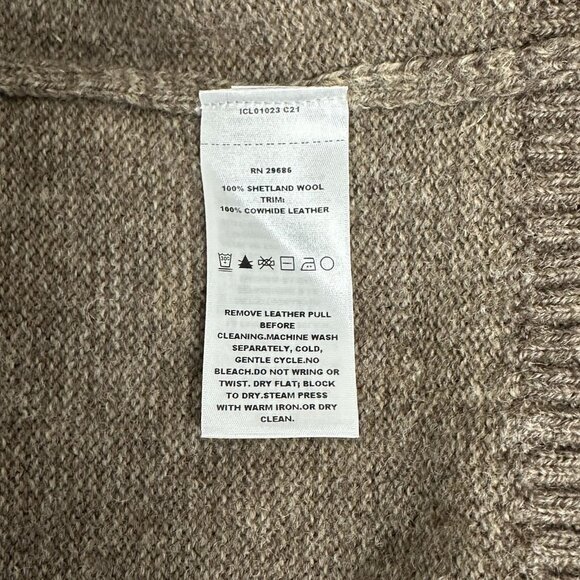 ICL01023 C21
RN 29686
100% SHETLAND WOOL
TRIM:
100% COWHIDE LEATHER
REMOVE LEATHER PULL
BEFORE
CLEANING.MACHINE WASH
SEPARATELY, COLD,
GENTLE CYCLE.NO
BLEACH.DO NOT WRING OR
TWIST. DRY FLAT; BLOCK
TO DRY.STEAM PRESS
WITH WARM IRON.OR DRY
CLEAN.